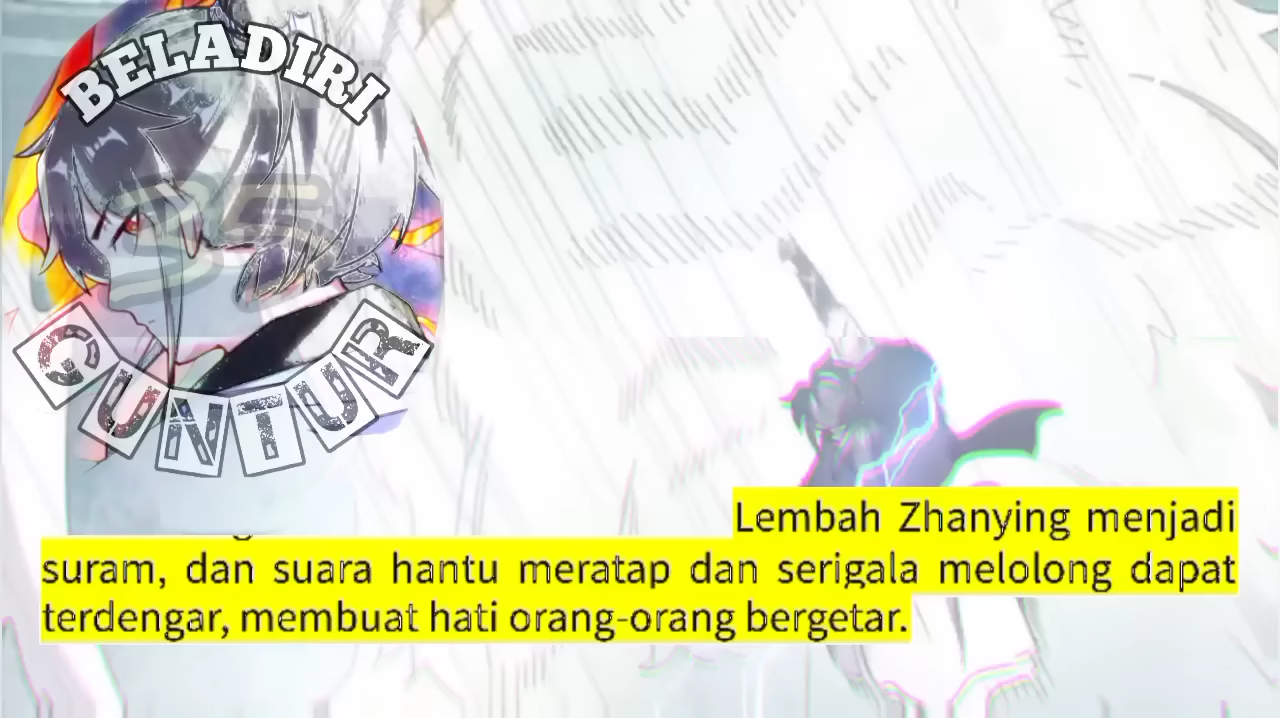 BELADIRI
GUNTUR
Lembah Zhanying menjadi
suram, dan suara hantu meratap dan serigala melolong dapat
terdengar, membuat hati orang-orang bergetar.